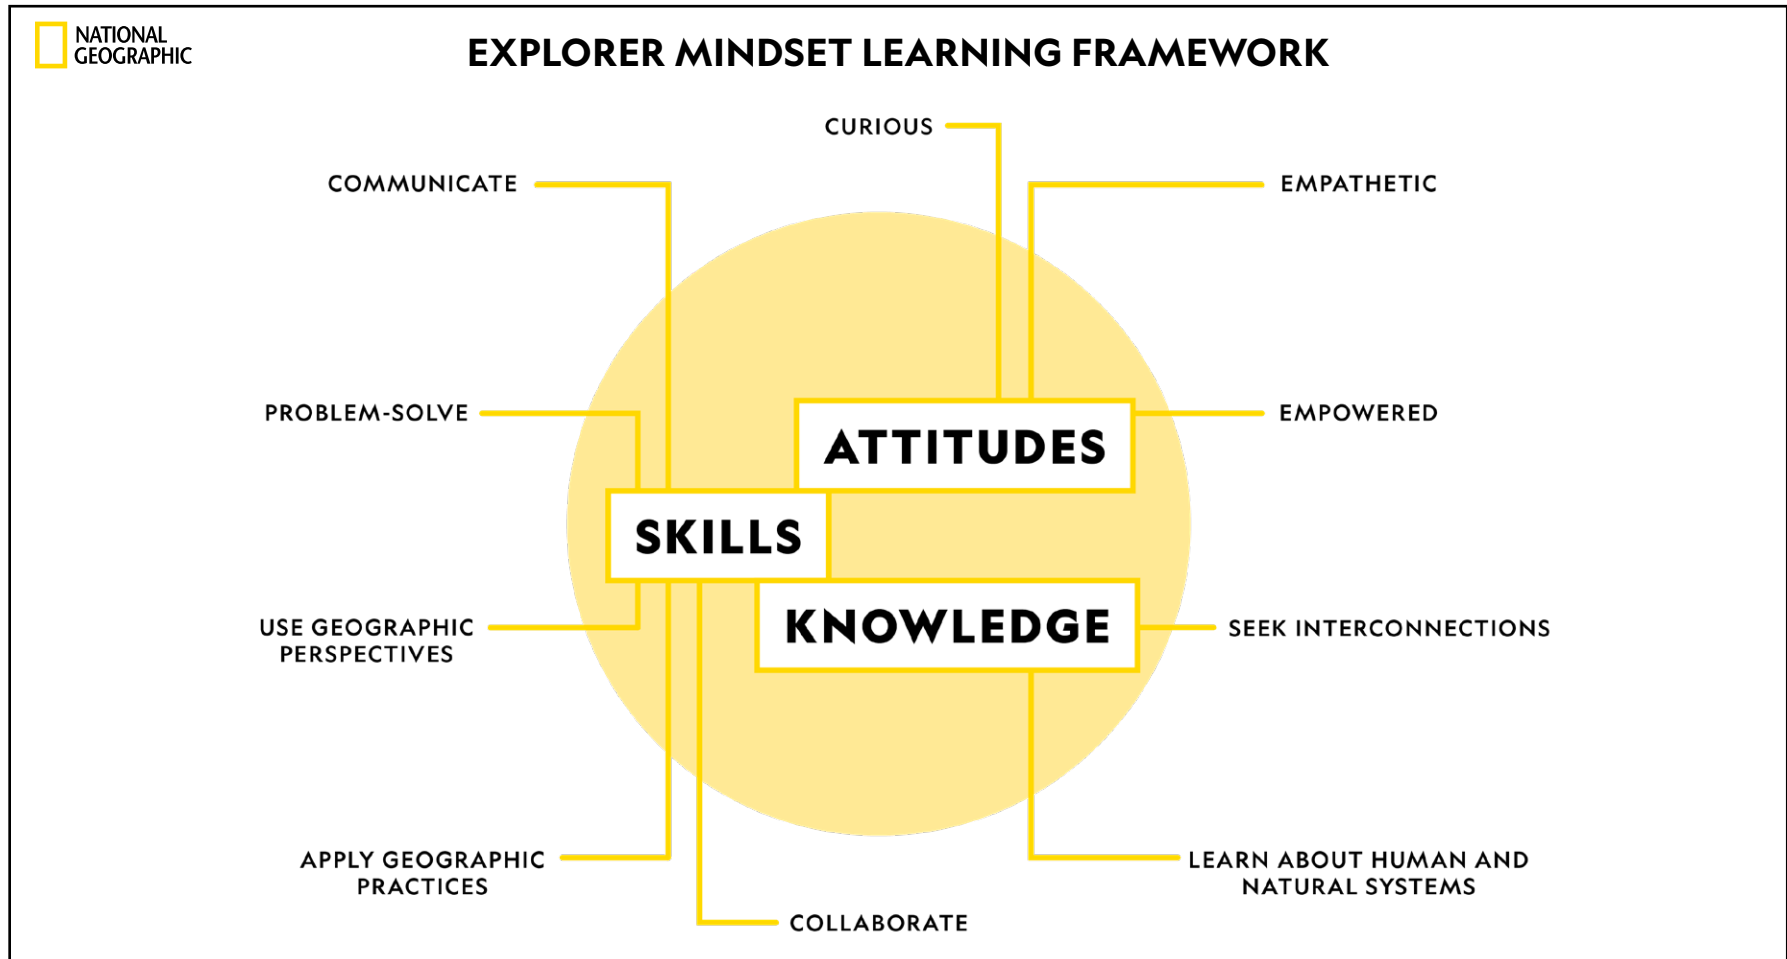 NATIONAL
GEOGRAPHIC
EXPLORER MINDSET LEARNING FRAMEWORK
CURIOUS
COMMUNICATE
EMPATHETIC
PROBLEM-SOLVE
EMPOWERED
ATTITUDES
SKILLS
KNOWLEDGE
USE GEOGRAPHIC
PERSPECTIVES
SEEK INTERCONNECTIONS
APPLY GEOGRAPHIC
PRACTICES
LEARN ABOUT HUMAN AND
NATURAL SYSTEMS
COLLABORATE